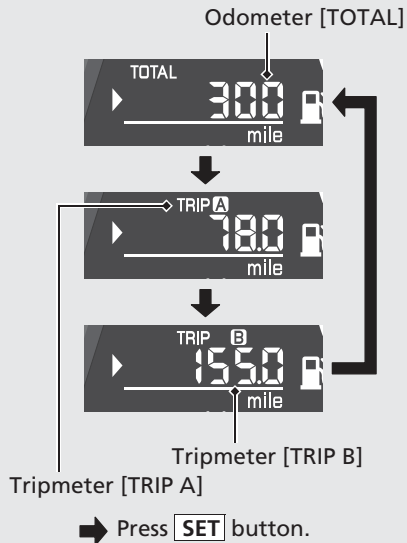 Odometer [TOTAL]
TOTAL
300
mile
TRIP A
78.0
mile
TRIP B
155.0
mile
Tripmeter [TRIP B]
Tripmeter [TRIP A]
Press SET button.